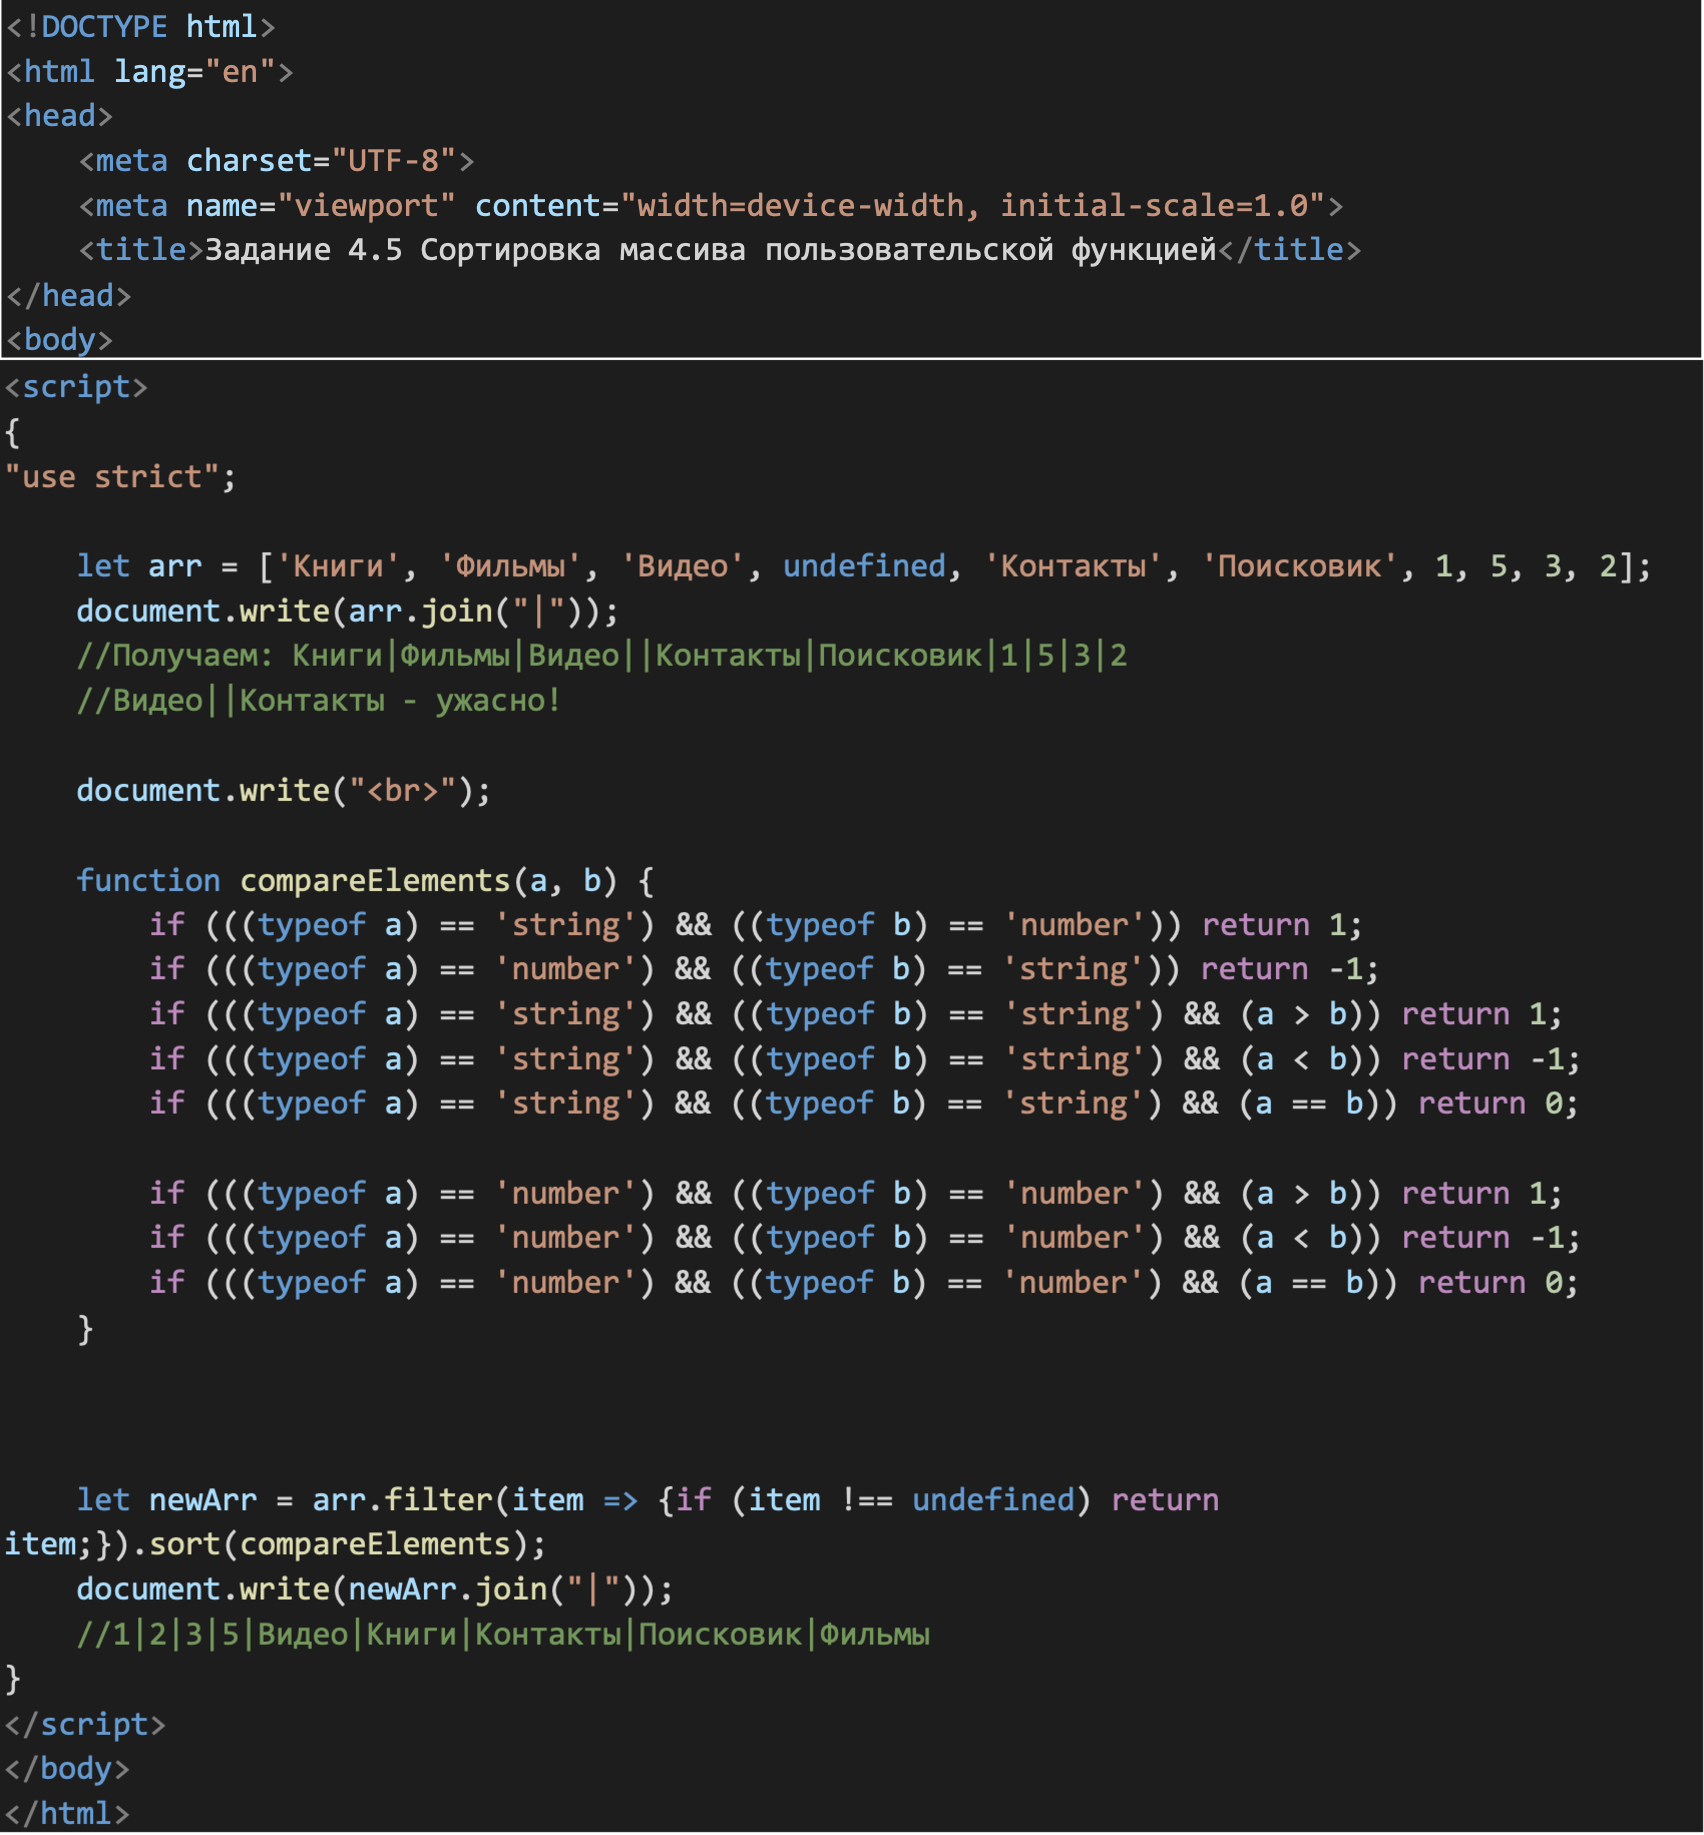 <!DOCTYPE html>
<html lang="en">
<head>
    <meta charset="UTF-8">
    <meta name="viewport" content="width=device-width, initial-scale=1.0">
    <title>Задание 4.5 Сортировка массива пользовательской функцией</title>
</head>
<body>
<script>
{
"use strict";
    let arr = ['Книги', 'Фильмы', 'Видео', undefined, 'Контакты', 'Поисковик', 1, 5, 3, 2];
    document.write(arr.join("|"));
    //Получаем: Книги|Фильмы|Видео||Контакты|Поисковик|1|5|3|2
    //Видео||Контакты - ужасно!
    document.write("<br>");
    function compareElements(a, b) {
        if (((typeof a) == 'string') && ((typeof b) == 'number')) return 1;
        if (((typeof a) == 'number') && ((typeof b) == 'string')) return -1;
        if (((typeof a) == 'string') && ((typeof b) == 'string') && (a > b)) return 1;
        if (((typeof a) == 'string') && ((typeof b) == 'string') && (a < b)) return -1;
        if (((typeof a) == 'string') && ((typeof b) == 'string') && (a == b)) return 0;
        if (((typeof a) == 'number') && ((typeof b) == 'number') && (a > b)) return 1;
        if (((typeof a) == 'number') && ((typeof b) == 'number') && (a < b)) return -1;
        if (((typeof a) == 'number') && ((typeof b) == 'number') && (a == b)) return 0;
    }
    let newArr = arr.filter(item => {if (item !== undefined) return
item;}).sort(compareElements);
    document.write(newArr.join("|"));
    //1|2|3|5|Видео|Книги|Контакты|Поисковик|Фильмы
}
</script>
</body>
</html>